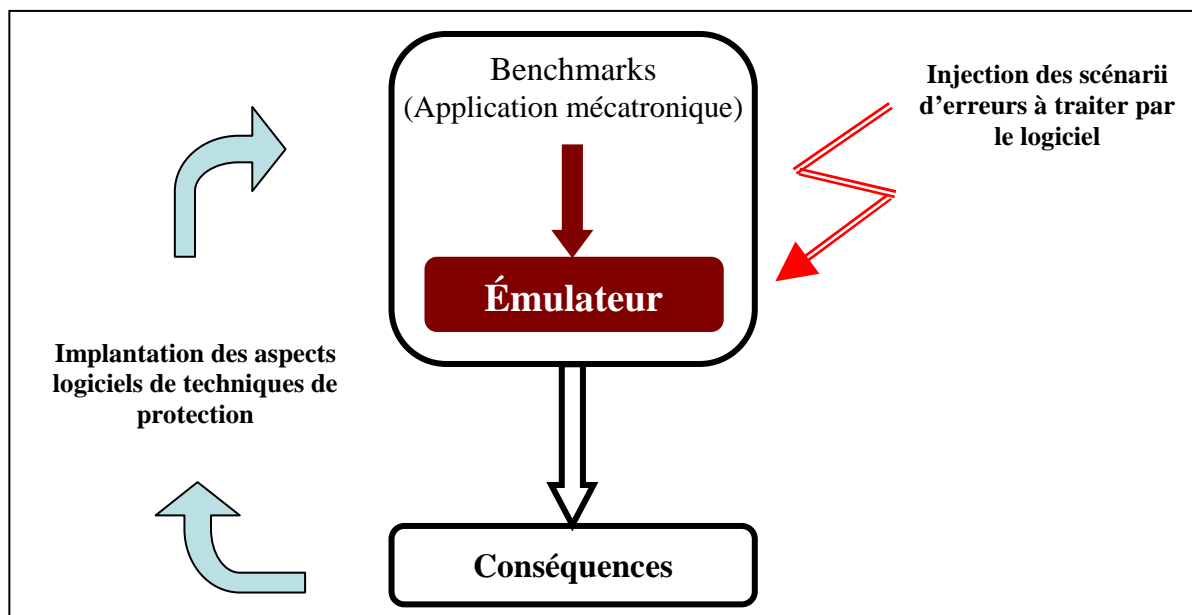 Benchmarks
(Application mécatronique)
Émulateur
Injection des scénarii
d’erreurs à traiter par
le logiciel
Implantation des aspects
logiciels de techniques de
protection
Conséquences